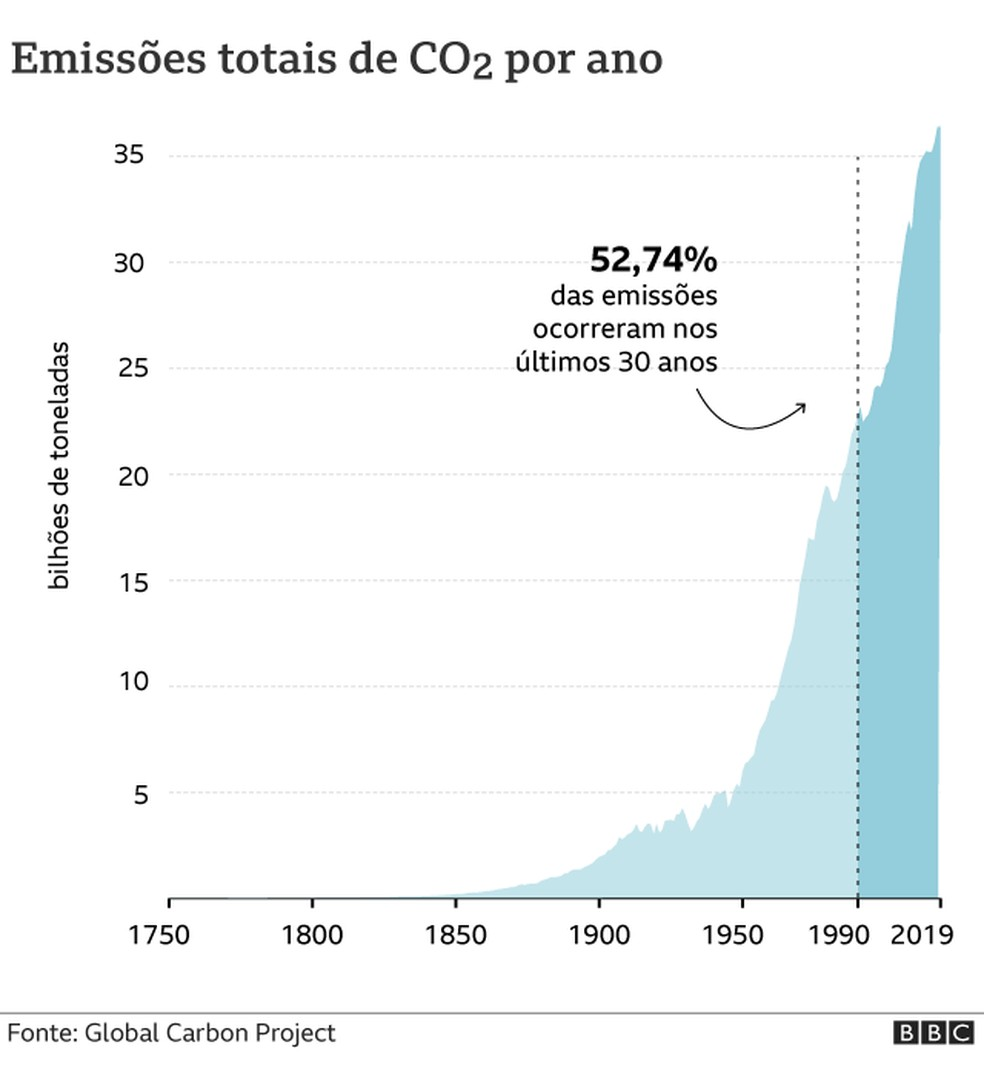 Emissões totais de CO₂ por ano
35
30
25
20
15
10
5
bilhões de toneladas
52,74%
das emissões
ocorreram nos
últimos 30 anos
1750 1800 1850 1900 1950 1990 2019
Fonte: Global Carbon Project
BBC